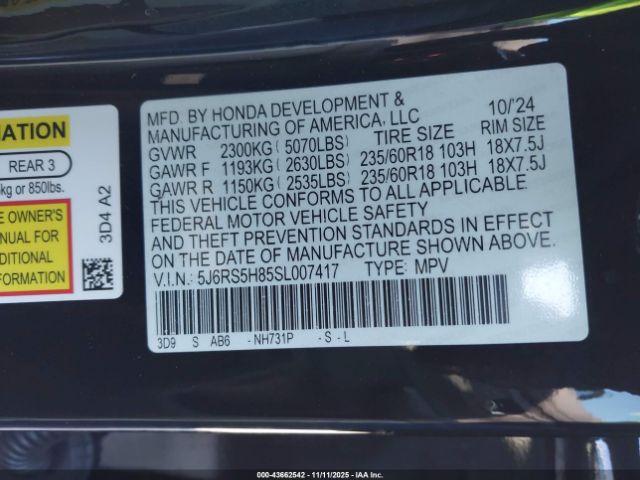 MFD. BY HONDA DEVELOPMENT & 10/'24
MANUFACTURING OF AMERICA, LLC
TIRE SIZE RIM SIZE
GVWR 2300KG ( 5070LBS)
GAWR F 1193KG ( 2630LBS) 235/60R18 103H 18X7.5J
GAWR R 1150KG ( 2535LBS) 235/60R18 103H 18X7.5J
THIS VEHICLE CONFORMS TO ALL APPLICABLE
FEDERAL MOTOR VEHICLE SAFETY
AND THEFT PREVENTION STANDARDS IN EFFECT
ON THE DATE OF MANUFACTURE SHOWN ABOVE.
V.I.N.: 5J6RS5H85SL007417 TYPE: MPV
3D9 S AB6 -NH731P -S -L
REAR 3
kg or 850lbs.
OWNER'S
FOR
3D4 A2
000-43662542 - 11/11/2025 - IAA Inc.